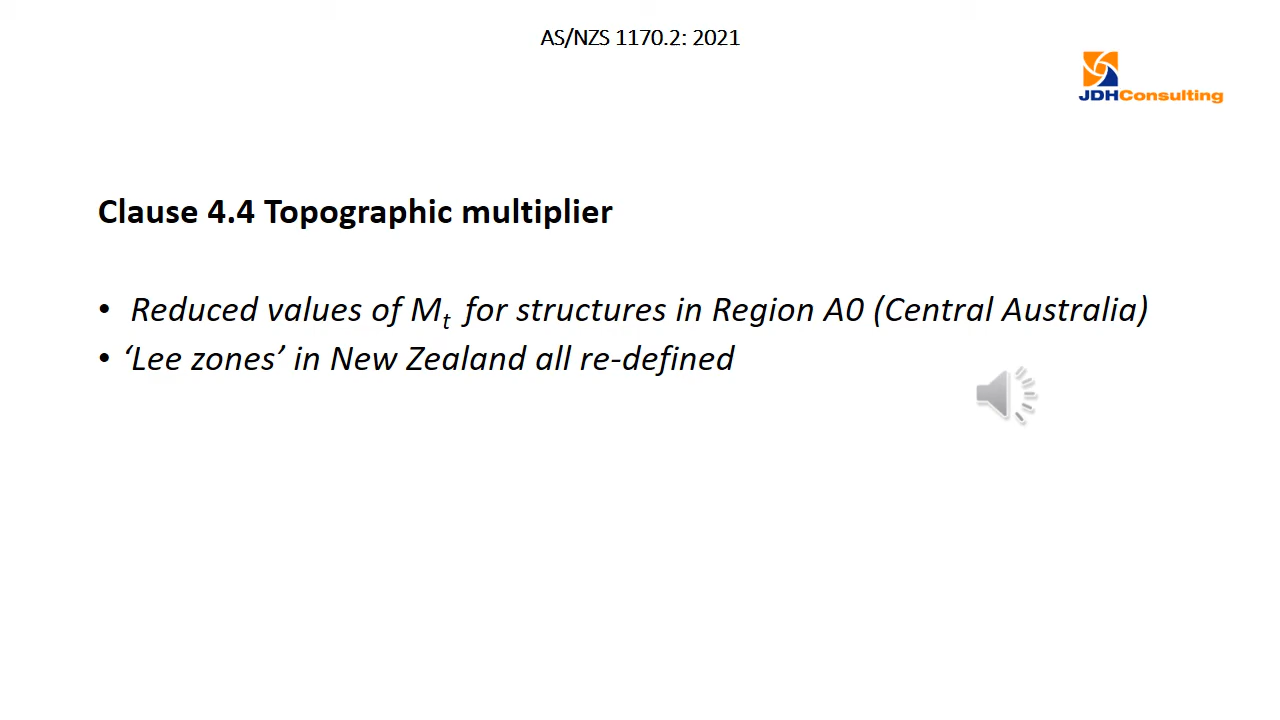 AS/NZS 1170.2: 2021
JDHConsulting
Clause 4.4 Topographic multiplier
• Reduced values of Mt for structures in Region A0 (Central Australia)
• ‘Lee zones’ in New Zealand all re-defined